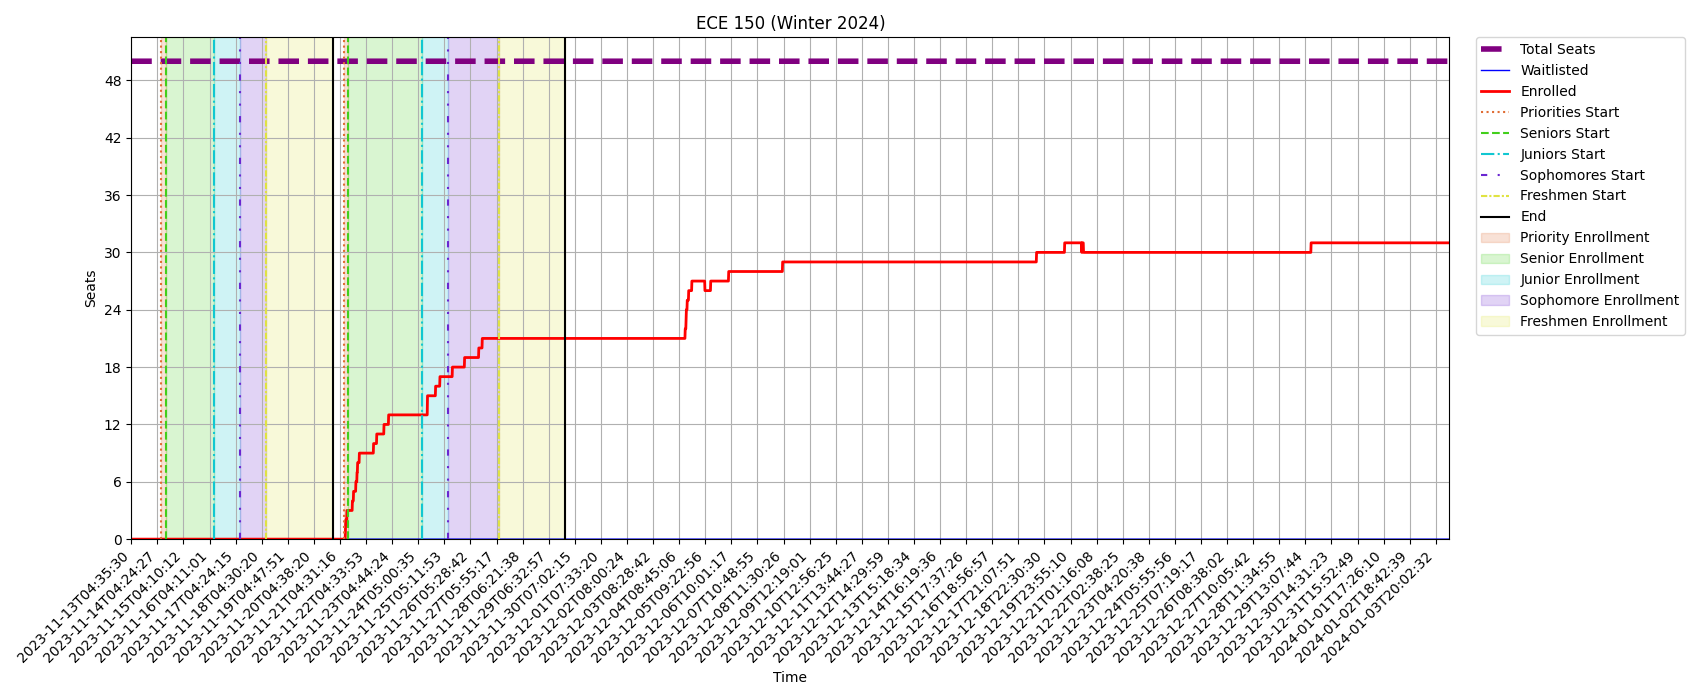 ECE 150 (Winter 2024)
Total Seats
Waitlisted
Enrolled
Priorities Start
Seniors Start
Juniors Start
Sophomores Start
Freshmen Start
End
Priority Enrollment
Senior Enrollment
Junior Enrollment
Sophomore Enrollment
Freshmen Enrollment
Seats
48
42
36
30
24
18
12
6
0
2023-11-13T04:35:30
2023-11-14T04:24:27
2023-11-15T04:10:12
2023-11-16T04:11:01
2023-11-17T04:24:15
2023-11-18T04:30:20
2023-11-19T04:47:51
2023-11-20T04:38:20
2023-11-21T04:31:16
2023-11-22T04:33:53
2023-11-23T04:44:24
2023-11-24T05:00:35
2023-11-25T05:11:53
2023-11-26T05:28:42
2023-11-27T05:55:17
2023-11-28T06:21:38
2023-11-29T06:32:57
2023-11-30T07:02:15
2023-12-01T07:33:20
2023-12-02T08:00:24
2023-12-03T08:28:42
2023-12-04T08:45:06
2023-12-05T09:22:56
2023-12-06T10:01:17
2023-12-07T10:48:55
2023-12-08T11:30:26
2023-12-09T12:19:01
2023-12-10T12:56:25
2023-12-11T13:44:27
2023-12-12T14:29:59
2023-12-13T15:18:34
2023-12-14T16:19:36
2023-12-15T17:37:26
2023-12-16T18:56:57
2023-12-17T21:07:51
2023-12-18T22:30:30
2023-12-19T23:55:10
2023-12-21T01:16:08
2023-12-22T02:38:25
2023-12-23T04:20:38
2023-12-24T05:55:56
2023-12-25T07:19:17
2023-12-26T08:38:02
2023-12-27T10:05:42
2023-12-28T11:34:55
2023-12-29T13:07:44
2023-12-30T14:31:23
2023-12-31T15:52:49
2024-01-01T17:26:10
2024-01-02T18:42:39
2024-01-03T20:02:32
Time